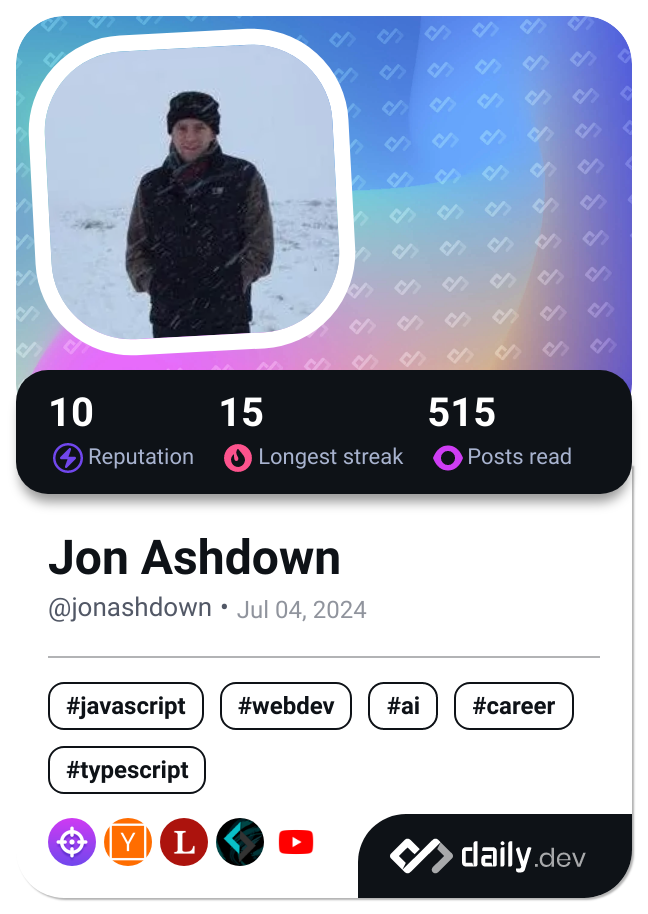 10 15 515
Reputation Longest streak Posts read
Jon Ashdown
@jonashdown • Jul 04, 2024
#javascript #webdev #ai #career
#typescript
Y L
daily.dev